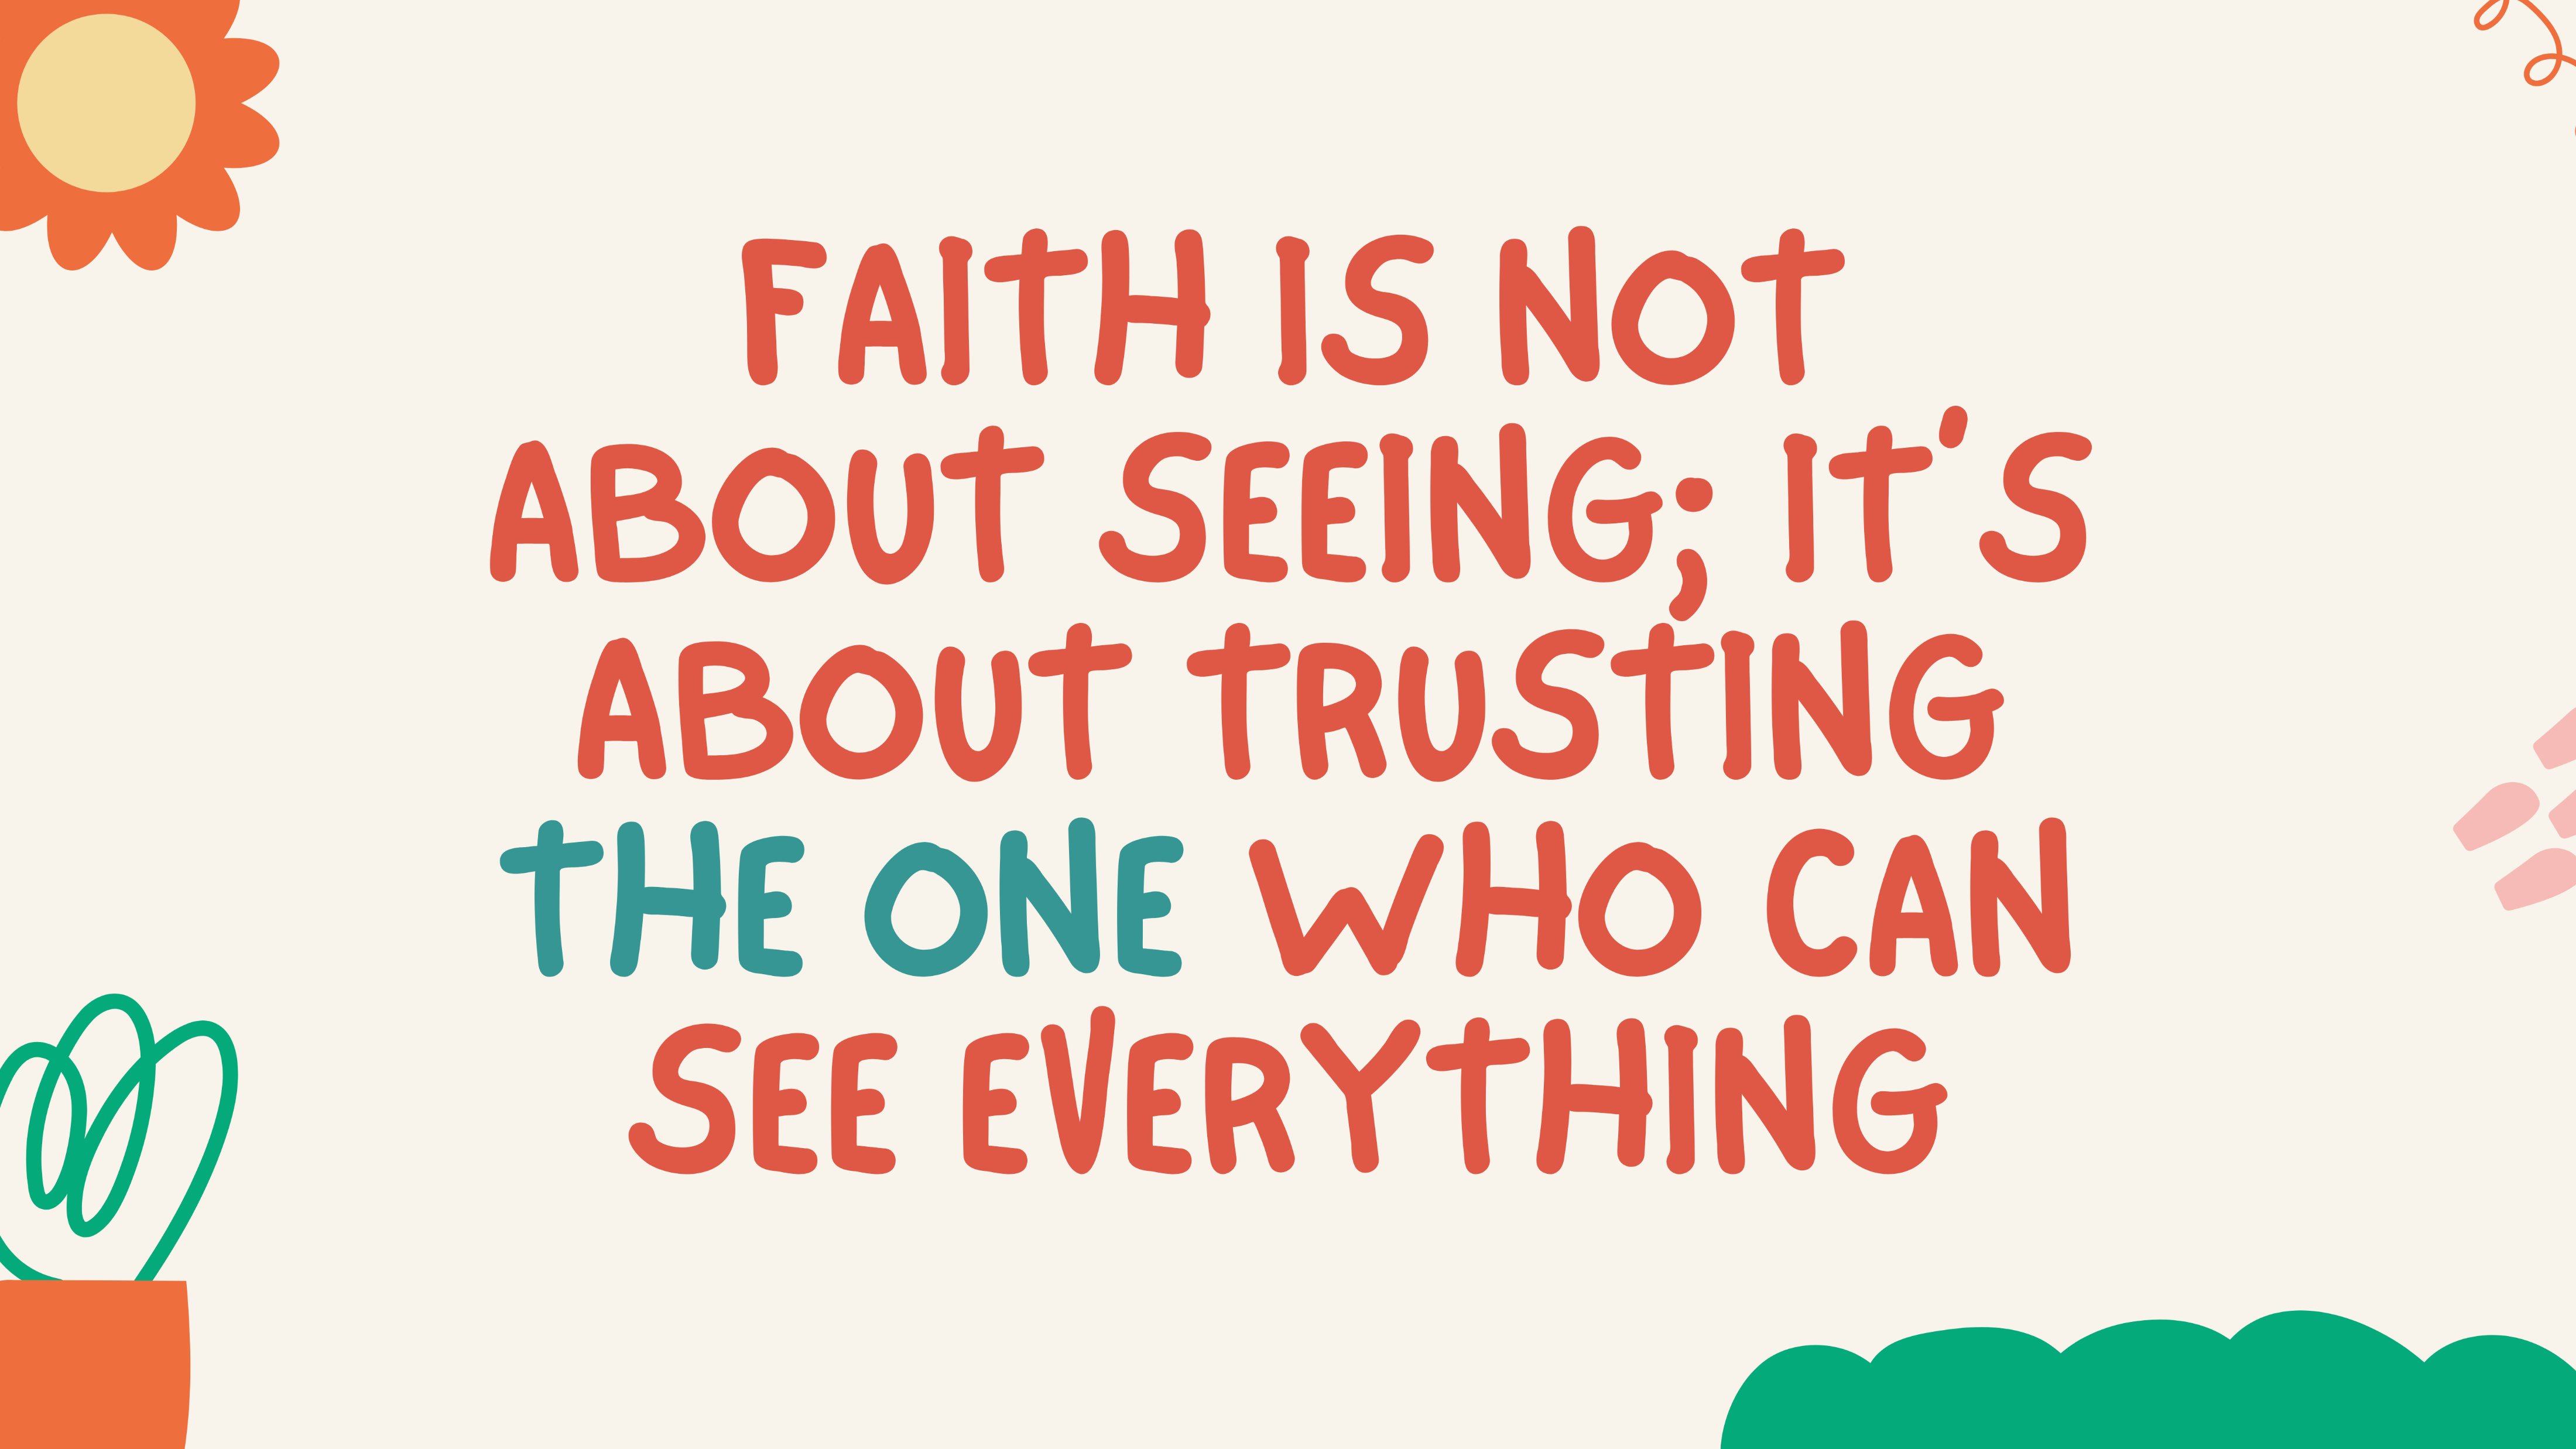 FAITH IS NOT
ABOUT SEEING; IT'S
ABOUT TRUSTING
THE ONE WHO CAN
SEE EVERYTHING